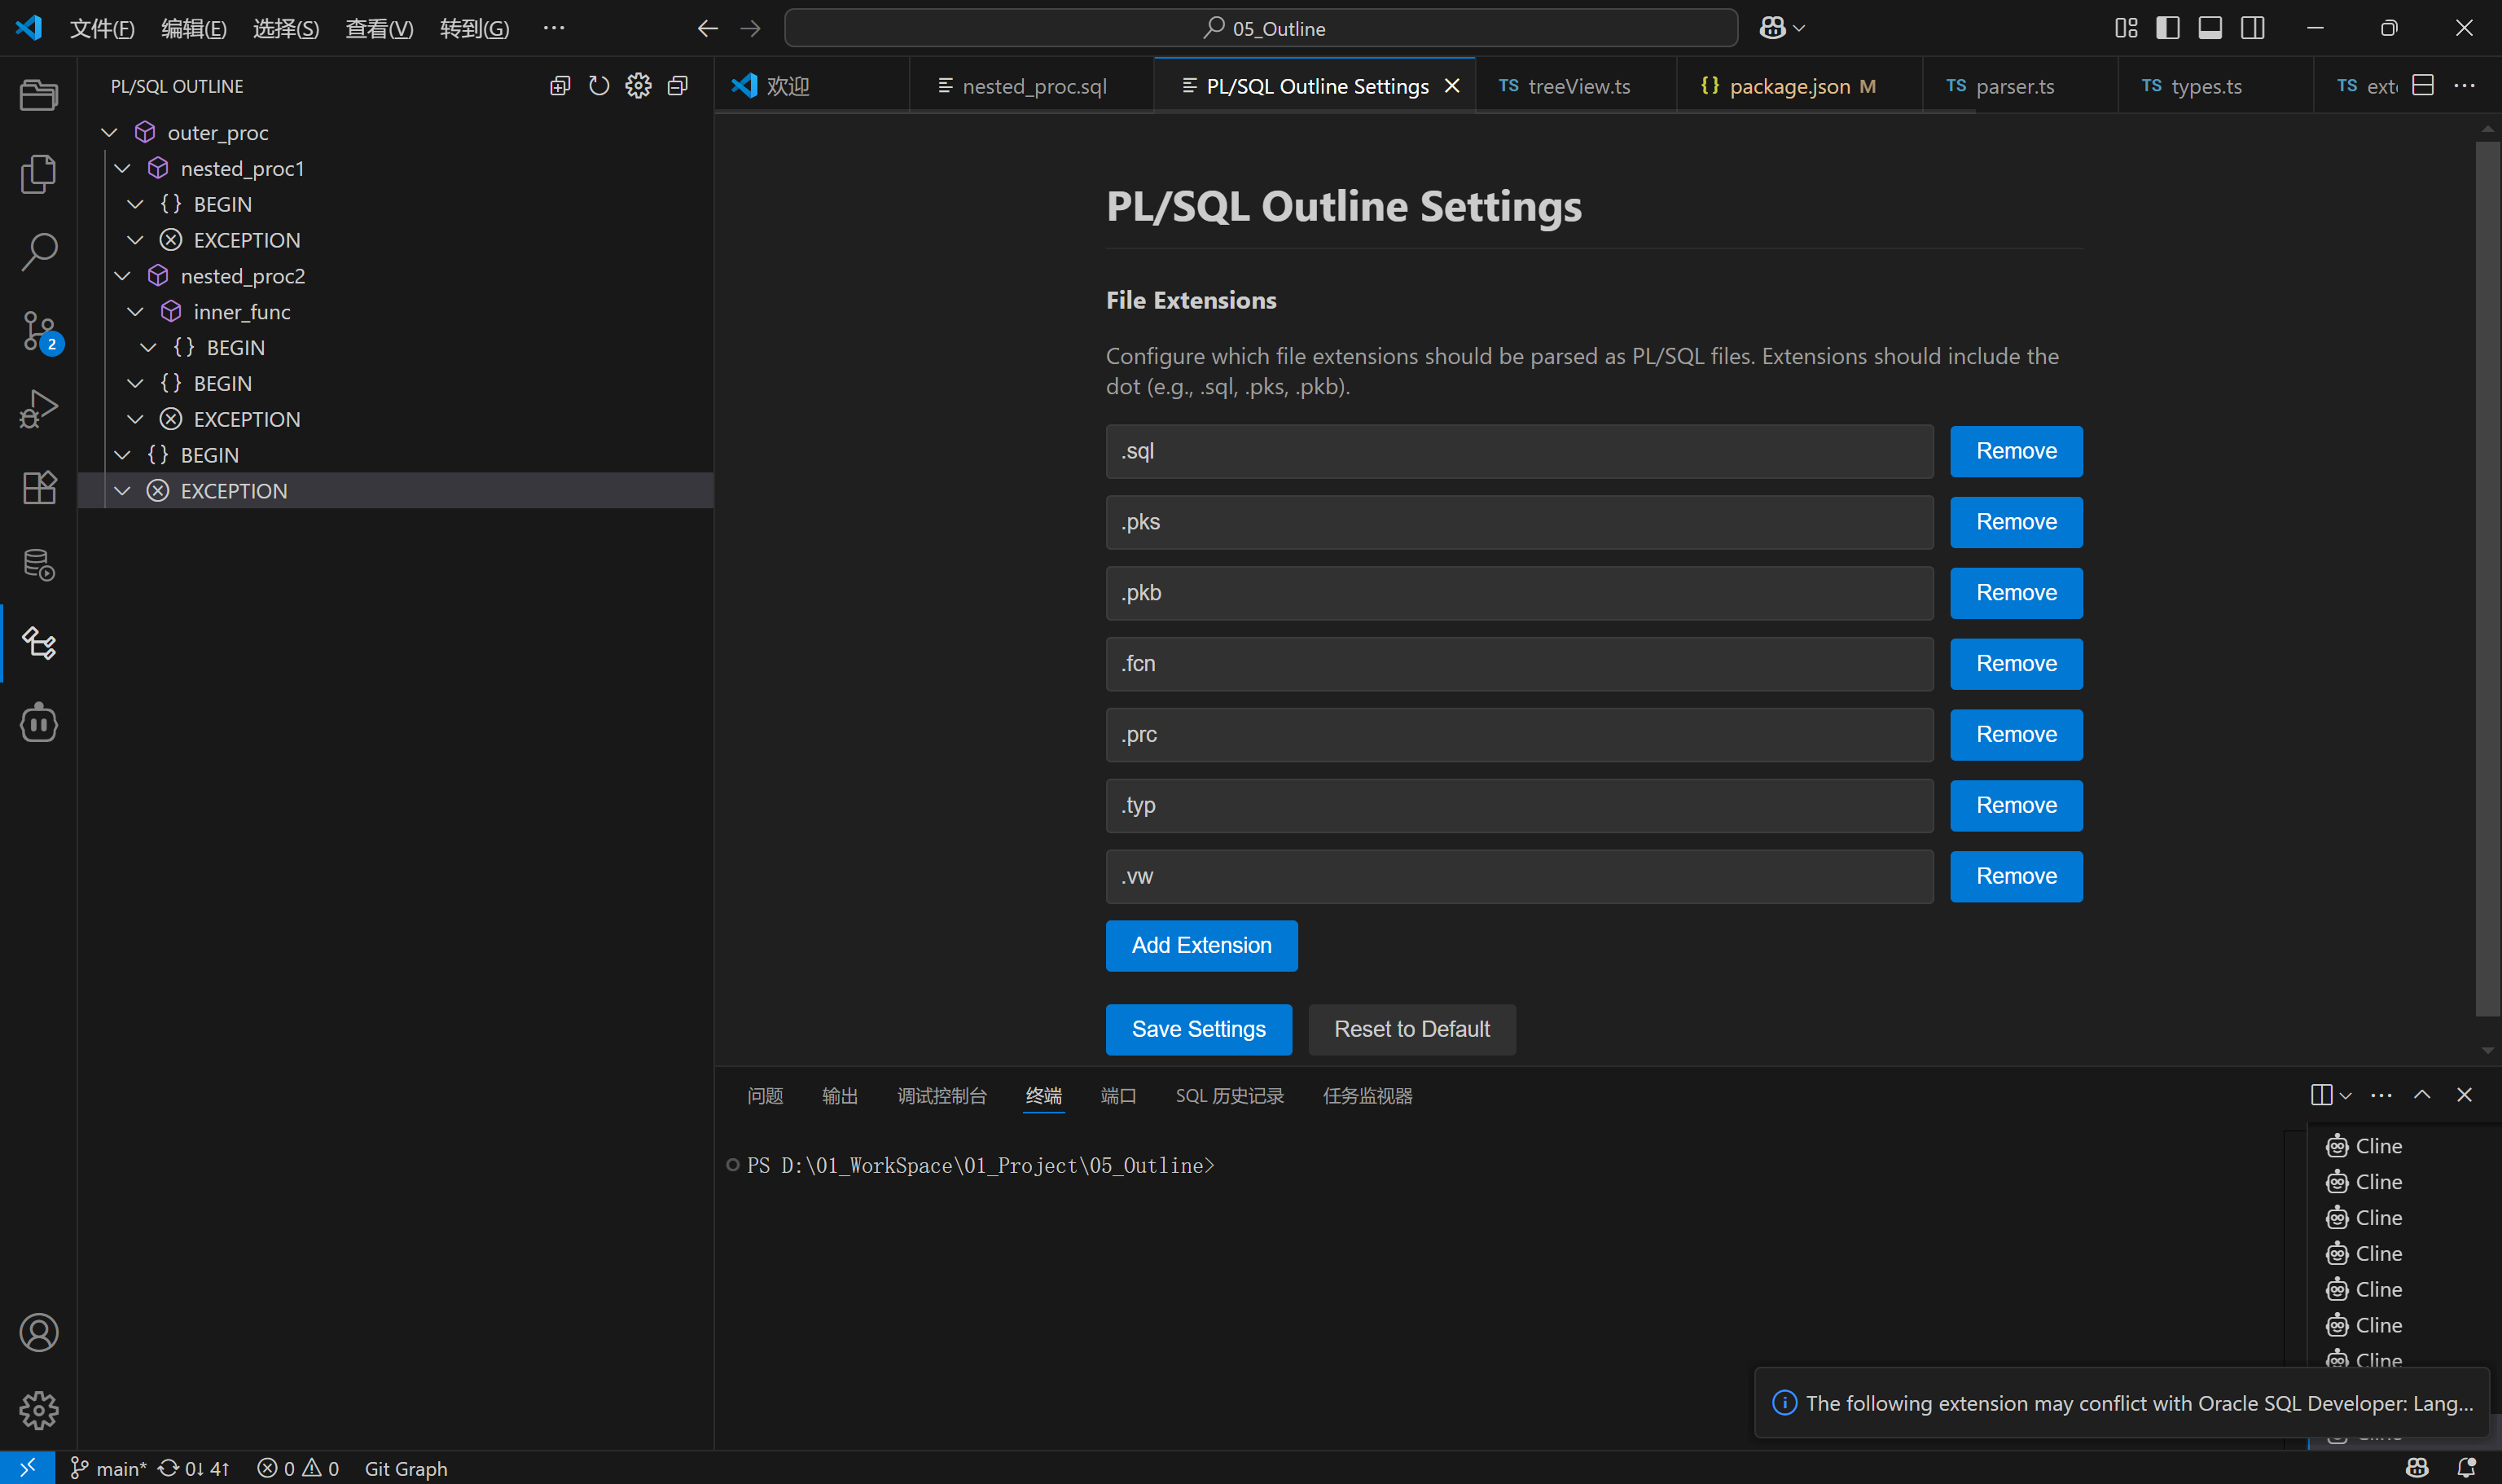 文件(F) 编辑(E) 选择(S) 查看(V) 转到(G) ··· 05_Outline
PL/SQL OUTLINE
欢迎 nested_proc.sql PL/SQL Outline Settings TS treeView.ts {} package.json M TS parser.ts TS types.ts TS ext
outer_proc
nested_proc1
{} BEGIN
EXCEPTION
nested_proc2
inner_func
{} BEGIN
{} BEGIN
EXCEPTION
{} BEGIN
EXCEPTION
2
PL/SQL Outline Settings
File Extensions
Configure which file extensions should be parsed as PL/SQL files. Extensions should include the
dot (e.g., .sql, .pks, .pkb).
.sql Remove
.pks Remove
.pkb Remove
.fcn Remove
.prc Remove
.typ Remove
.vw Remove
Add Extension
Save Settings Reset to Default
问题 输出 调试控制台 终端 端口 SQL 历史记录 任务监视器
PS D:\01_WorkSpace\01_Project\05_Outline>
Cline
Cline
Cline
Cline
Cline
Cline
Cline
The following extension may conflict with Oracle SQL Developer: Lang...
main* 0↓ 4↑ 0 0 Git Graph